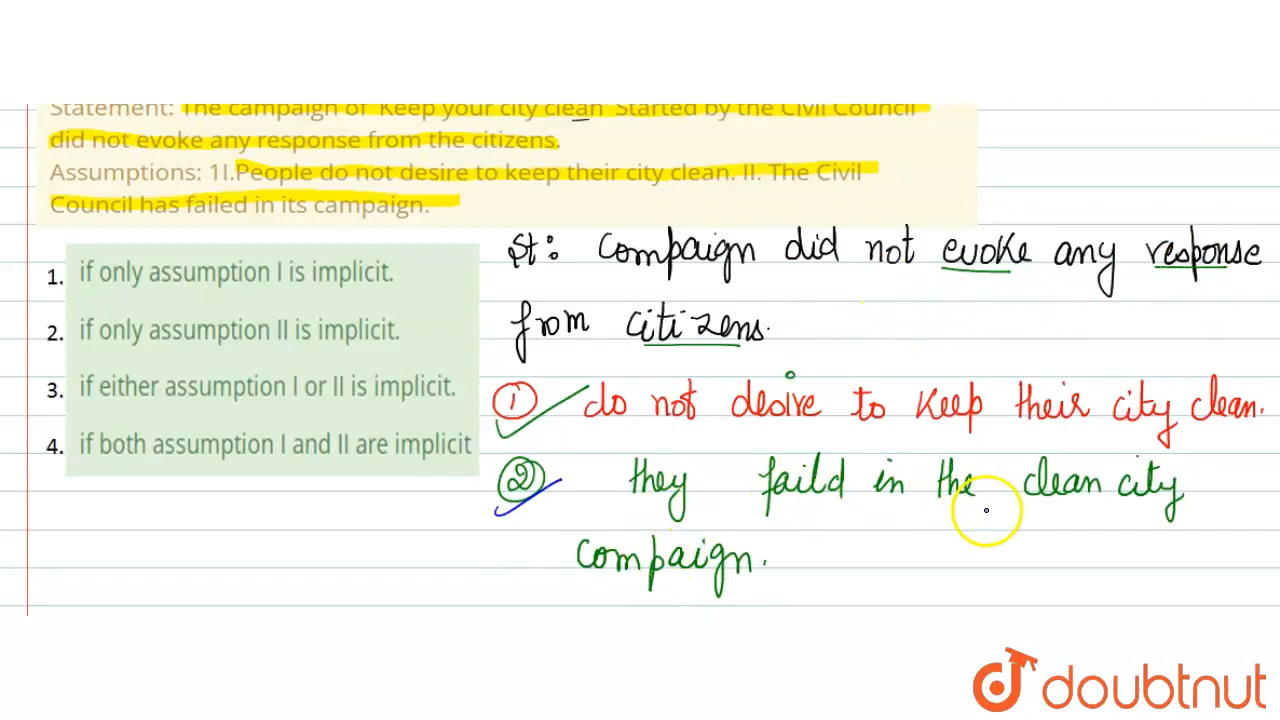 Statement: The campaign of 'Keep your city clean' Started by the Civil Council
did not evoke any response from the citizens.
Assumptions: 1I.People do not desire to keep their city clean. II. The Civil
Council has failed in its campaign.
1. if only assumption I is implicit.
2. if only assumption II is implicit.
3. if either assumption I or II is implicit.
4. if both assumption I and II are implicit
St: Compaign did not evoke any response
from citizens.
① do not desire to keep their city clean.
② they faild in the clean city
compaign.
doubtnut